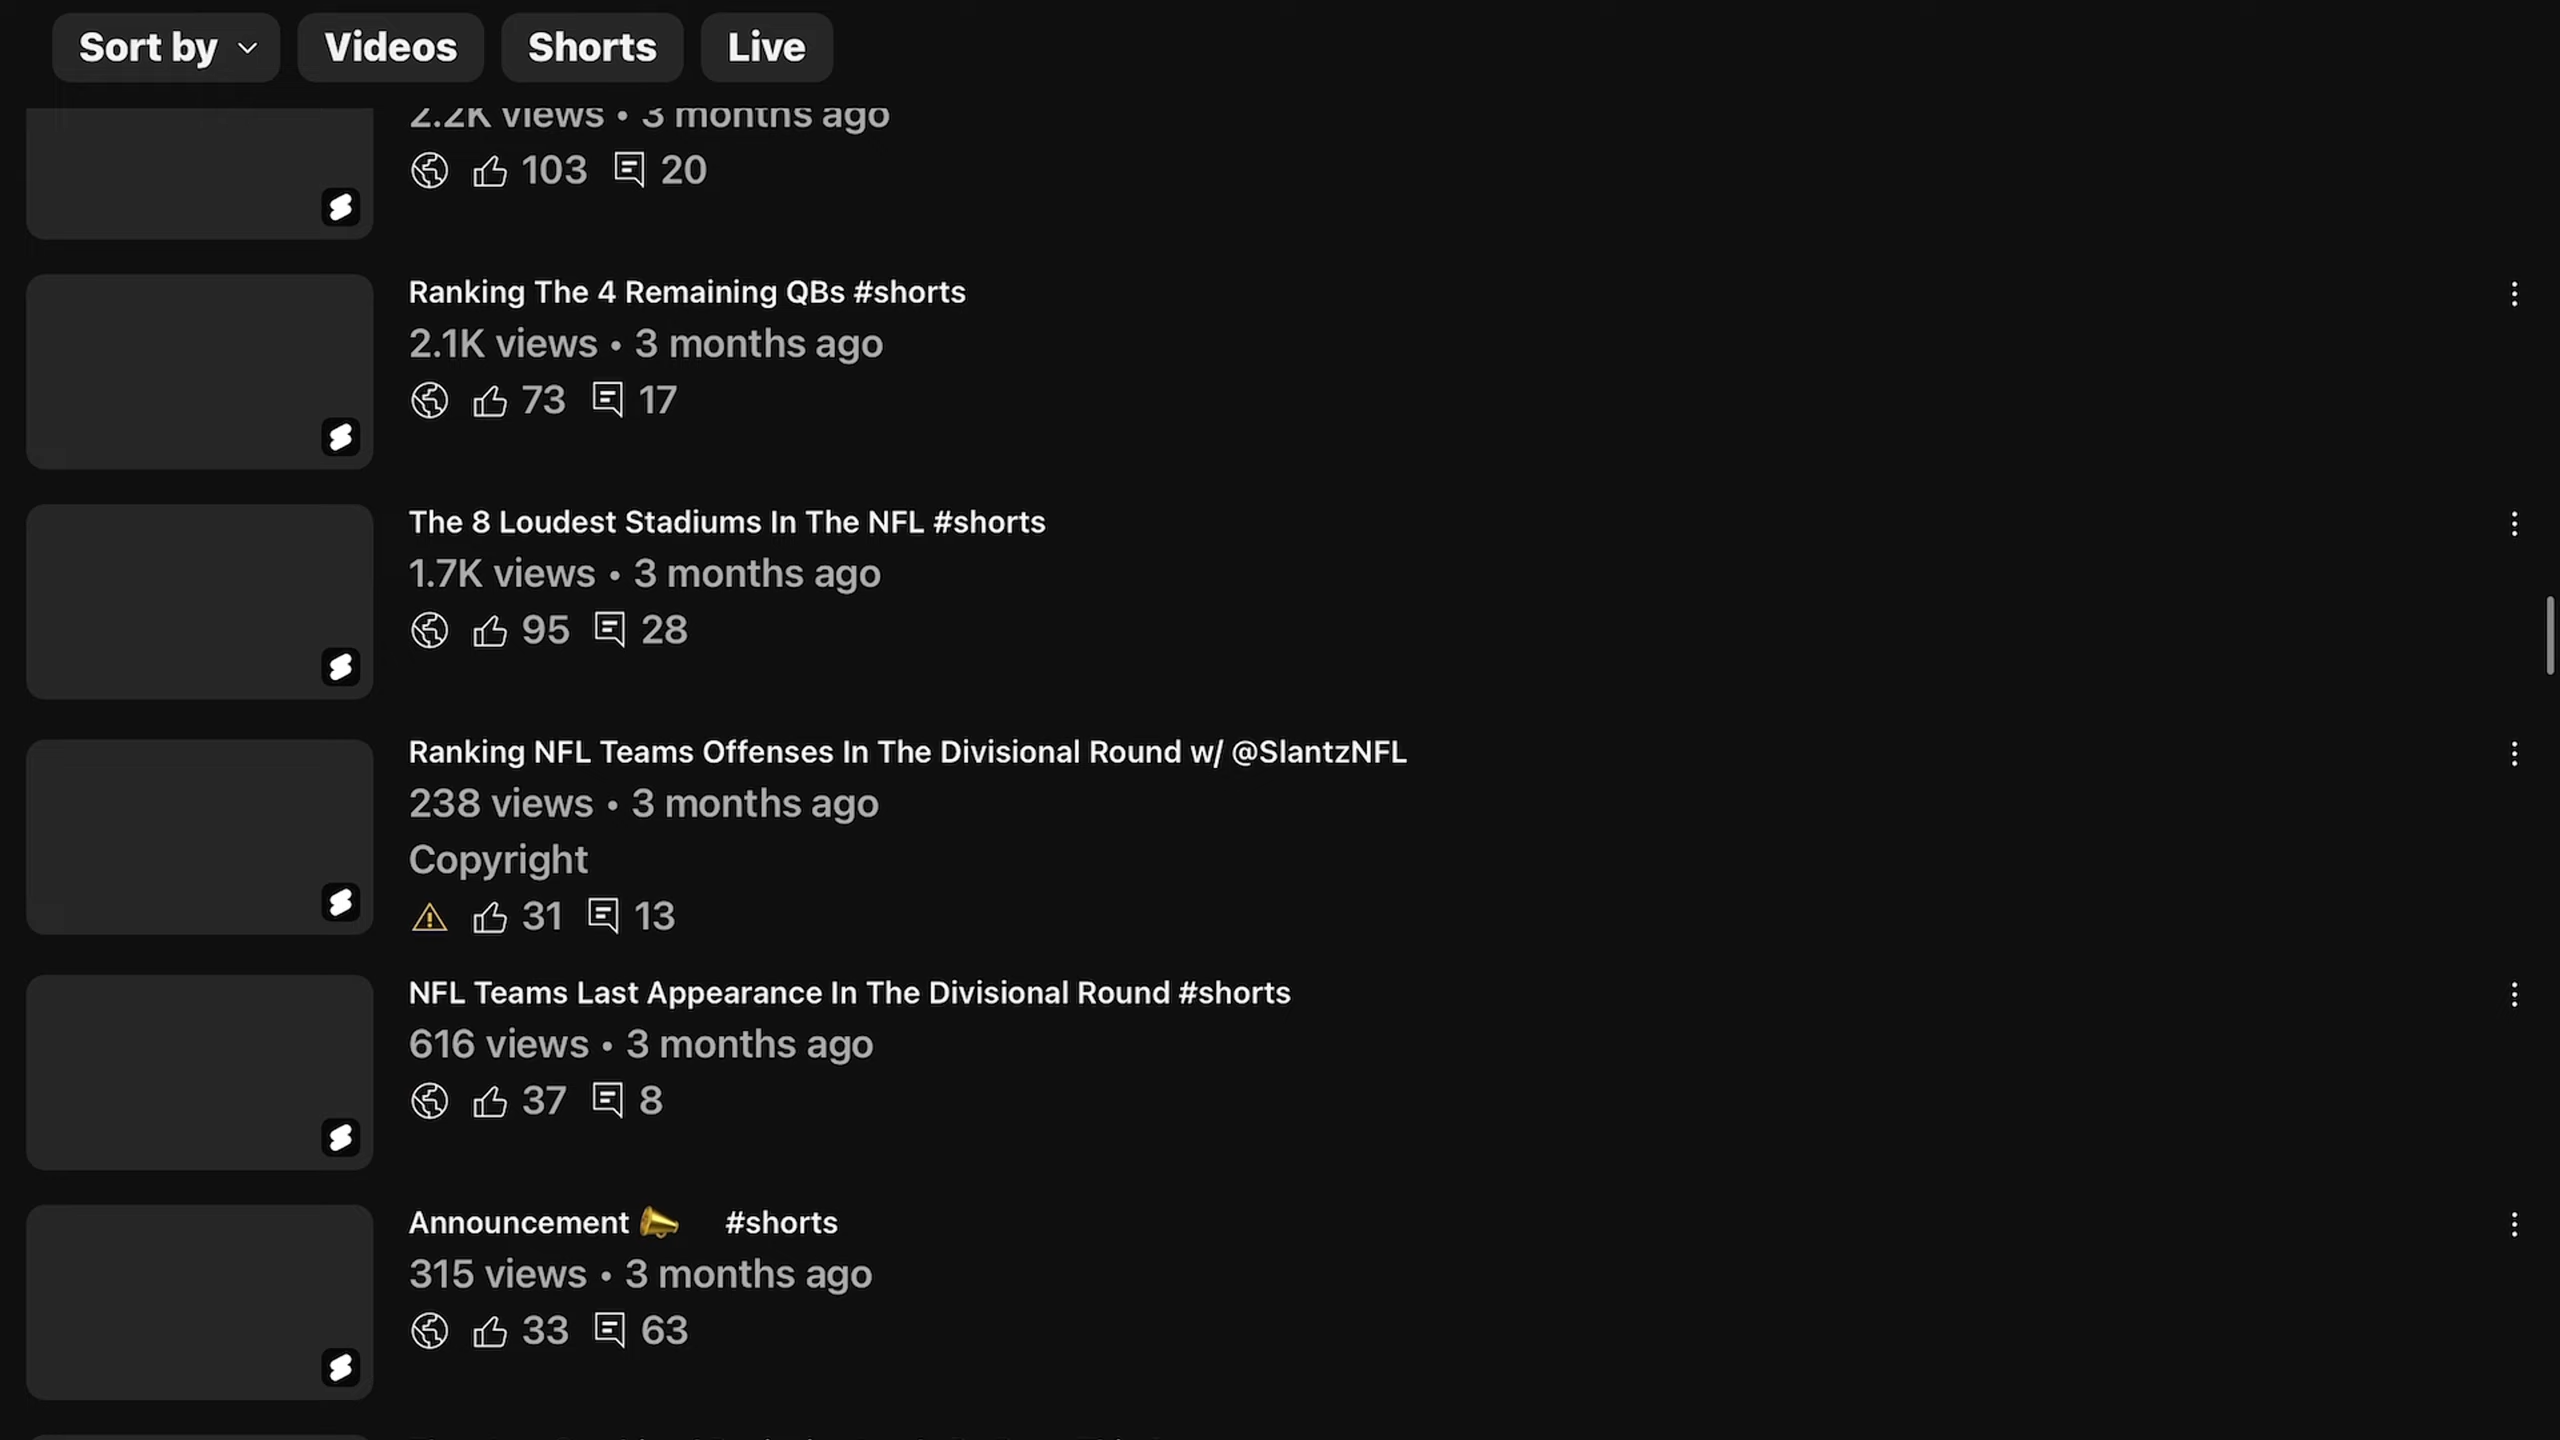 Sort by
Videos
Shorts
Live
2.2K views • 3 months ago
103 20
Ranking The 4 Remaining QBs #shorts
2.1K views • 3 months ago
73 17
The 8 Loudest Stadiums In The NFL #shorts
1.7K views • 3 months ago
95 28
Ranking NFL Teams Offenses In The Divisional Round w/ @SlantzNFL
238 views • 3 months ago
Copyright
31 13
NFL Teams Last Appearance In The Divisional Round #shorts
616 views • 3 months ago
37 8
Announcement 📣 #shorts
315 views • 3 months ago
33 63